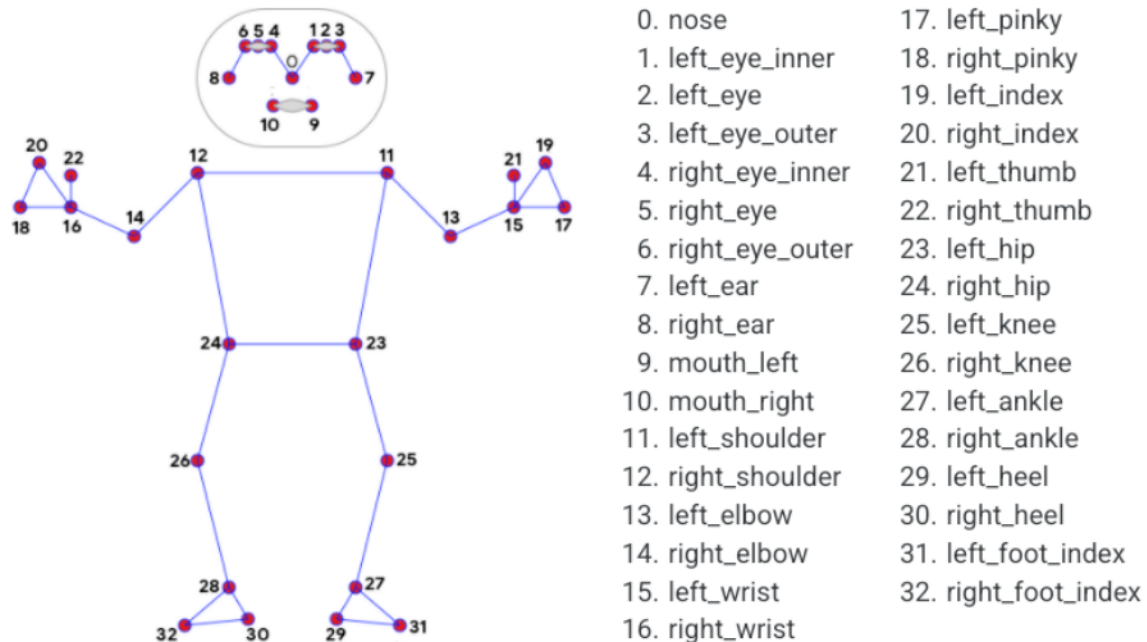 6 5 4 1 2 3
0
8 7
10 9
20 22 12 11 21 19
18 16 14 13 15 17
24 23
26 25
28 27
32 30 29 31
0. nose
1. left_eye_inner
2. left_eye
3. left_eye_outer
4. right_eye_inner
5. right_eye
6. right_eye_outer
7. left_ear
8. right_ear
9. mouth_left
10. mouth_right
11. left_shoulder
12. right_shoulder
13. left_elbow
14. right_elbow
15. left_wrist
16. right_wrist
17. left_pinky
18. right_pinky
19. left_index
20. right_index
21. left_thumb
22. right_thumb
23. left_hip
24. right_hip
25. left_knee
26. right_knee
27. left_ankle
28. right_ankle
29. left_heel
30. right_heel
31. left_foot_index
32. right_foot_index